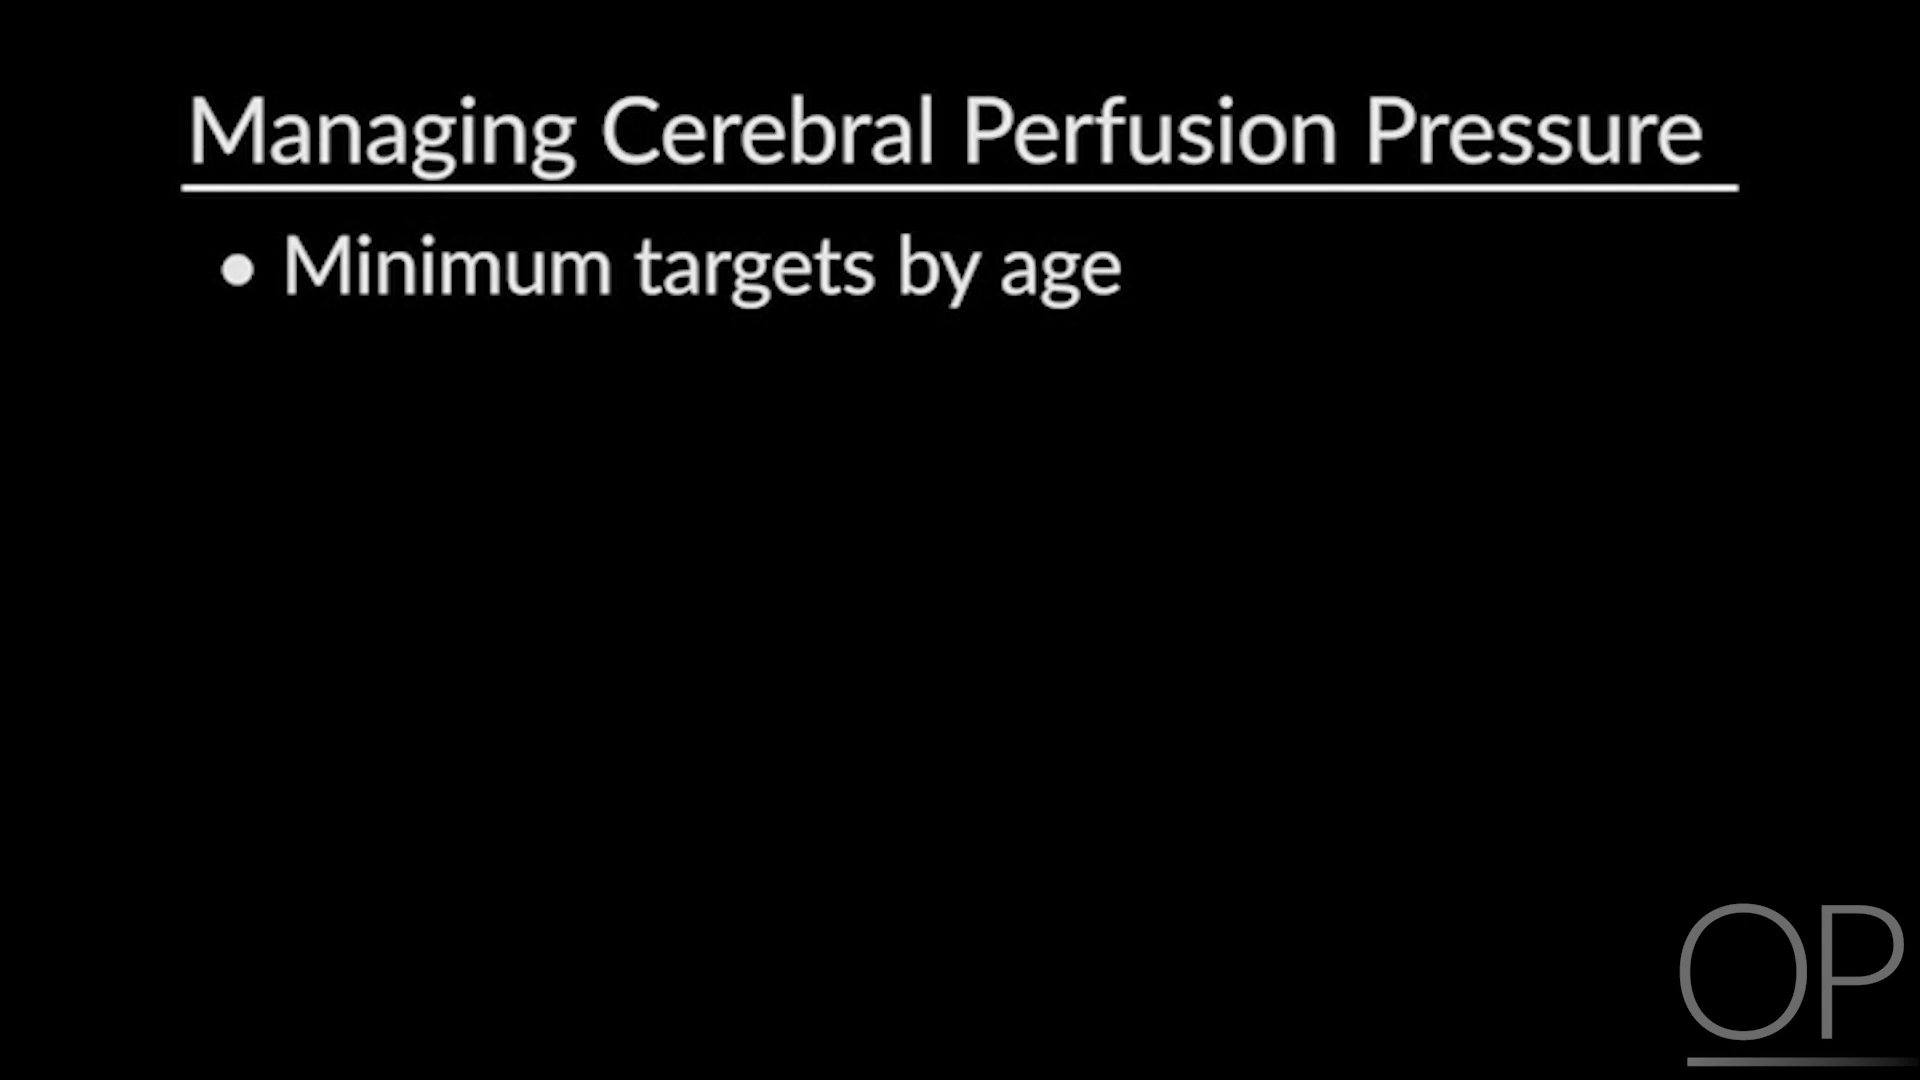 Managing Cerebral Perfusion Pressure
• Minimum targets by age
OP